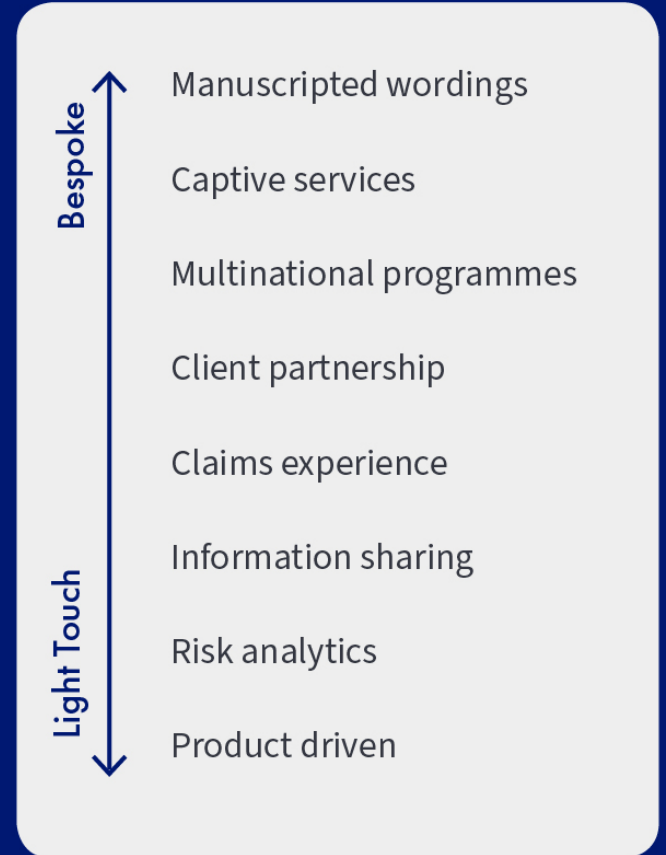 Bespoke
Manuscripted wordings
Captive services
Multinational programmes
Client partnership
Claims experience
Information sharing
Light Touch
Risk analytics
Product driven